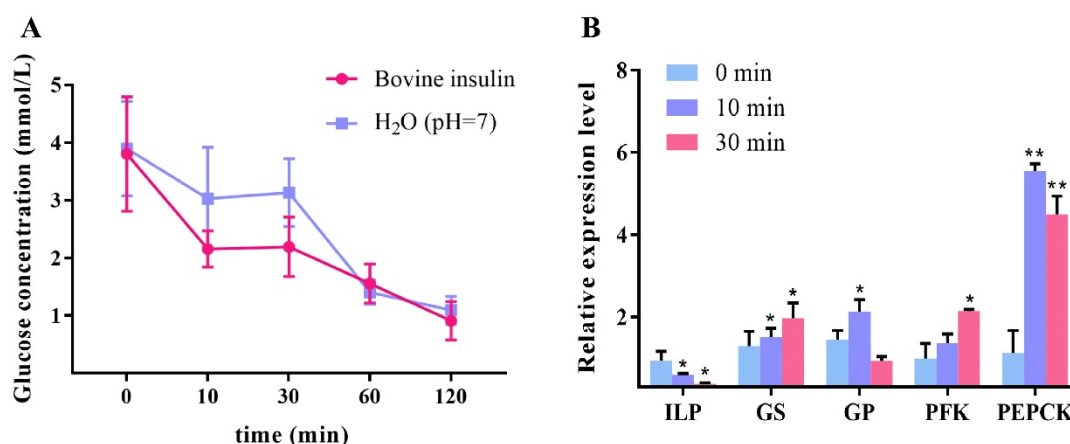 A
Glucose concentration (mmol/L)
5
4
3
2
1
Bovine insulin
H₂O (pH=7)
0 10 30 60 120
time (min)
B
Relative expression level
8
6
4
2
0 min
10 min
30 min
* * * * * * ** **
ILP GS GP PFK PEPCK